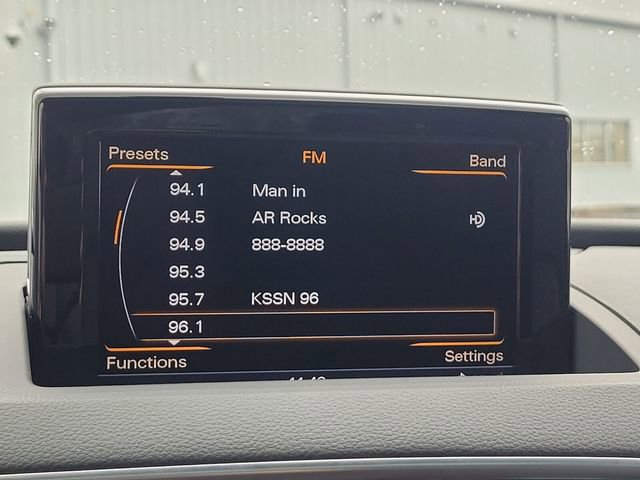 Presets FM Band
94.1 Man in
94.5 AR Rocks HD
94.9 888-8888
95.3
95.7 KSSN 96
96.1
Functions Settings